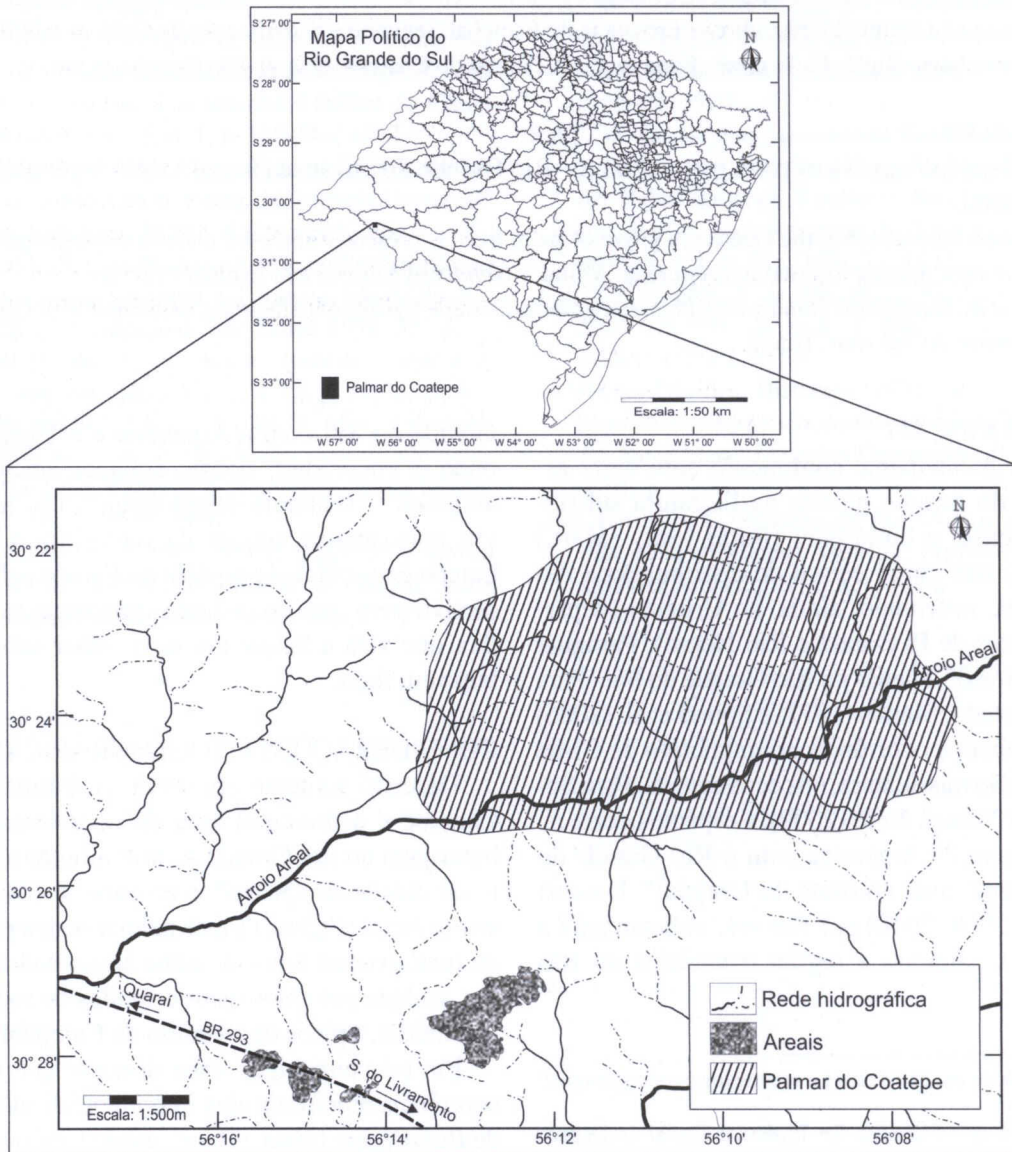 Mapa Político do
Rio Grande do Sul
N
S 27° 00'
S 28° 00'
S 29° 00'
S 30° 00'
S 31° 00'
S 32° 00'
S 33° 00'
Palmar do Coatepe
Escala: 1:50 km
W 57° 00' W 56° 00' W 55° 00' W 54° 00' W 53° 00' W 52° 00' W 51° 00' W 50° 00'
N
30° 22'
30° 24'
30° 26'
30° 28'
Arroio Areal
Arroio Areal
Quaraí
BR 293
S. do Livramento
Escala: 1:500m
Rede hidrográfica
Areais
Palmar do Coatepe
56° 16' 56° 14' 56° 12' 56° 10' 56° 08'